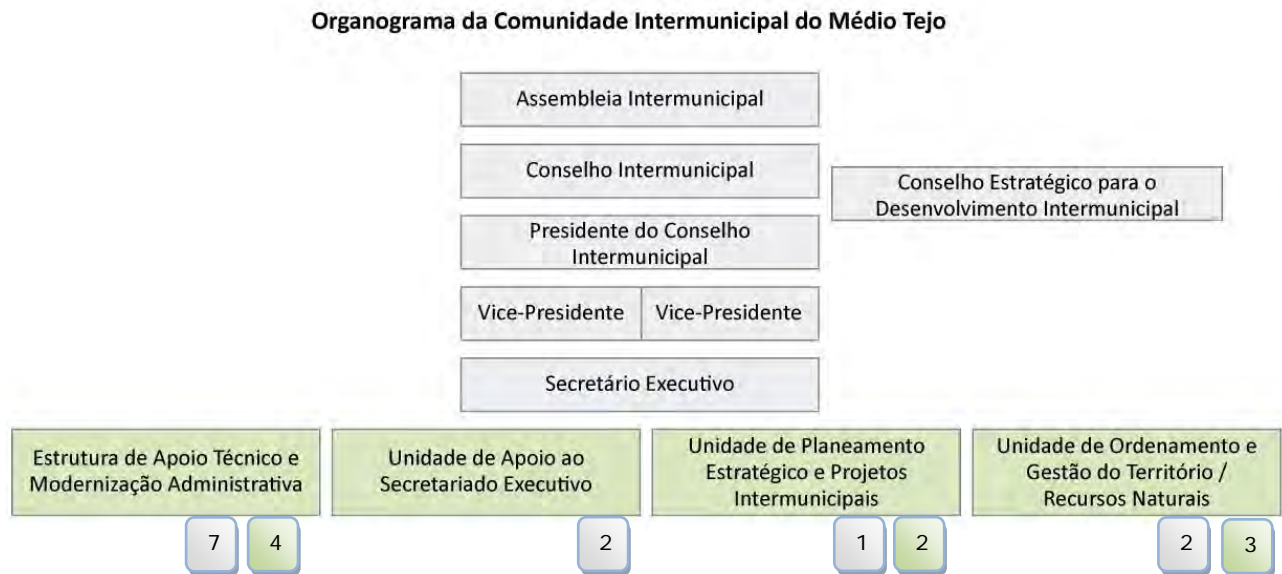 Organograma da Comunidade Intermunicipal do Médio Tejo
Assembleia Intermunicipal
Conselho Intermunicipal
Conselho Estratégico para o
Desenvolvimento Intermunicipal
Presidente do Conselho
Intermunicipal
Vice-Presidente
Vice-Presidente
Secretário Executivo
Estrutura de Apoio Técnico e
Modernização Administrativa
7
4
Unidade de Apoio ao
Secretariado Executivo
2
Unidade de Planeamento
Estratégico e Projetos
Intermunicipais
1
2
Unidade de Ordenamento e
Gestão do Território /
Recursos Naturais
2
3